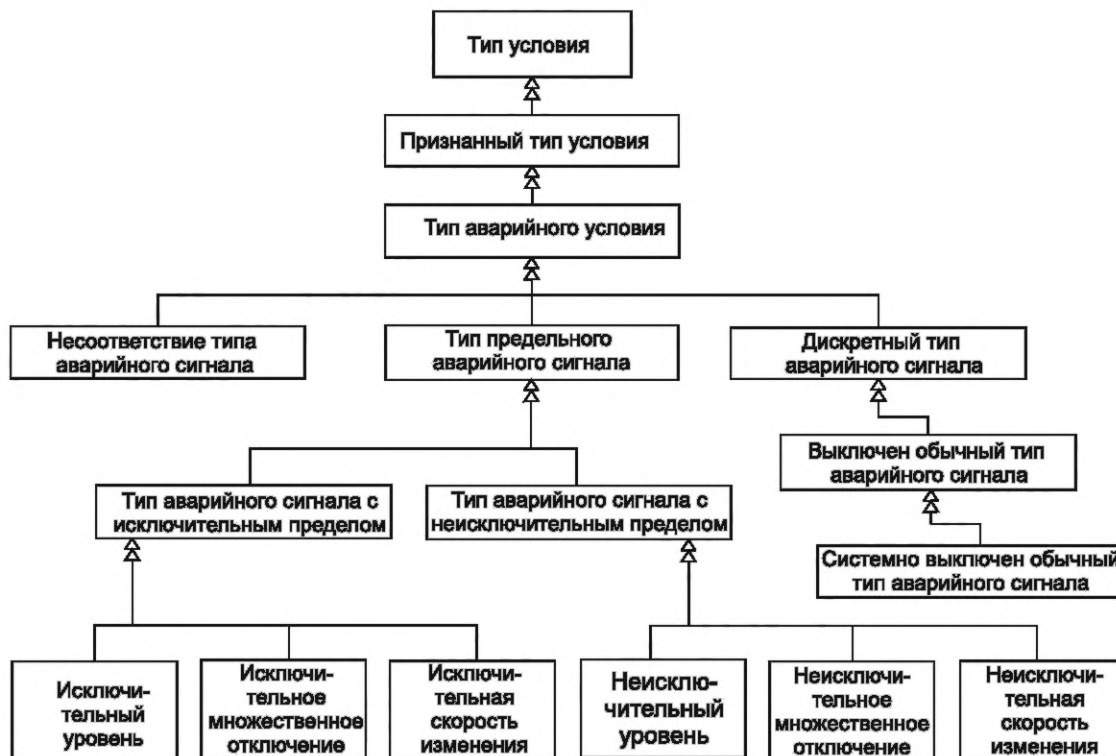 Тип условия
Признанный тип условия
Тип аварийного условия
Несоответствие типа
аварийного сигнала
Тип предельного
аварийного сигнала
Дискретный тип
аварийного сигнала
Выключен обычный тип
аварийного сигнала
Тип аварийного сигнала с
исключительным пределом
Тип аварийного сигнала с
неисключительным пределом
Системно выключен обычный
тип аварийного сигнала
Исключи-
тельный
уровень
Исключи-
тельное
множественное
отключение
Исключи-
тельная
скорость
изменения
Неисклю-
чительный
уровень
Неисключи-
тельное
множественное
отключение
Неисключи-
тельная
скорость
изменения